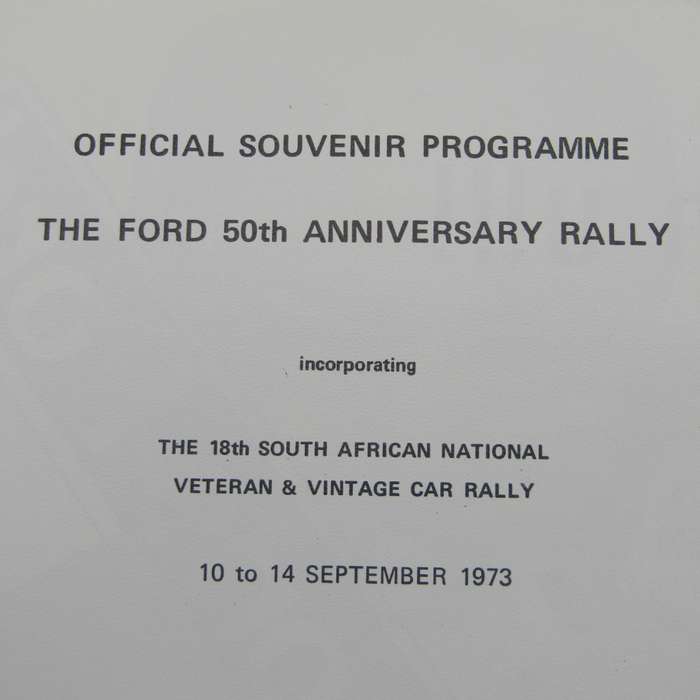 OFFICIAL SOUVENIR PROGRAMME
THE FORD 50th ANNIVERSARY RALLY
incorporating
THE 18th SOUTH AFRICAN NATIONAL
VETERAN & VINTAGE CAR RALLY
10 to 14 SEPTEMBER 1973